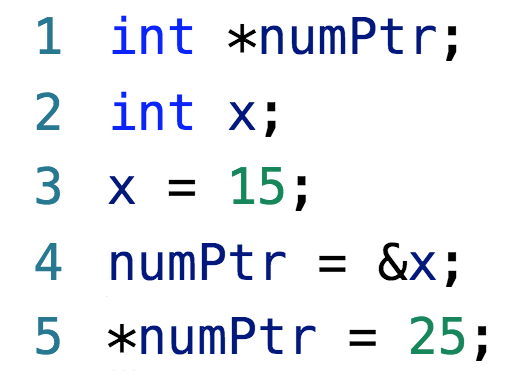 1 int *numPtr;
2 int x;
3 x = 15;
4 numPtr = &x;
5 *numPtr = 25;